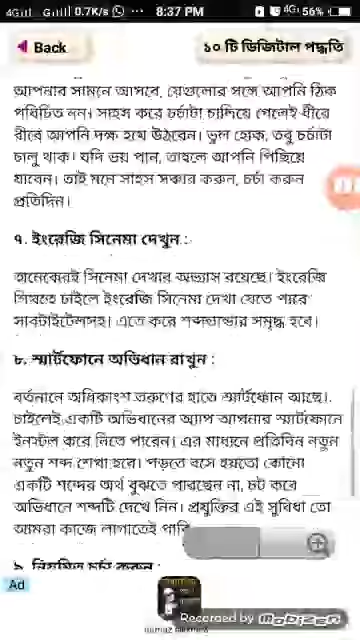 4G 4G 0.7K/s ... 8:37 PM 4G 56%
Back ১০ টি ডিজিটাল পদ্ধতি
আপনার সামনে আসবে, যেগুলোর সঙ্গে আপনি ঠিক
পরিচিত নন। সাহস করে চর্চাটা চালিয়ে গেলেই ধীরে
ধীরে আপনি দক্ষ হয়ে উঠবেন। ভুল হোক, তবু চর্চাটা
চালু থাক। যদি ভয় পান, তাহলে আপনি পিছিয়ে
যাবেন। তাই মনে সাহস সঞ্চার করুন, চর্চা করুন
প্রতিদিন।
৭. ইংরেজি সিনেমা দেখুন :
অনেকেরই সিনেমা দেখার অভ্যাস রয়েছে। ইংরেজি
শিখতে চাইলে ইংরেজি সিনেমা দেখা যেতে পারে
সাবটাইটেলসহ। এতে করে শব্দভান্ডার সমৃদ্ধ হবে।
৮. স্মার্টফোনে অভিধান রাখুন :
বর্তমানে অধিকাংশ তরুণের হাতে স্মার্টফোন আছে।
চাইলেই একটি অভিধানের অ্যাপ আপনার স্মার্টফোনে
ইনস্টল করে নিতে পারেন। এর মাধ্যমে প্রতিদিন নতুন
নতুন শব্দ শেখা হবে। পড়তে বসে হয়তো কোনো
একটি শব্দের অর্থ বুঝতে পারছেন না, চট করে
অভিধানে শব্দটি দেখে নিন। প্রযুক্তির এই সুবিধা তো
আমরা কাজে লাগাতেই পারি
৯. নিয়মিত চর্চা করুন :
Ad
Recorded by MOBIZEN